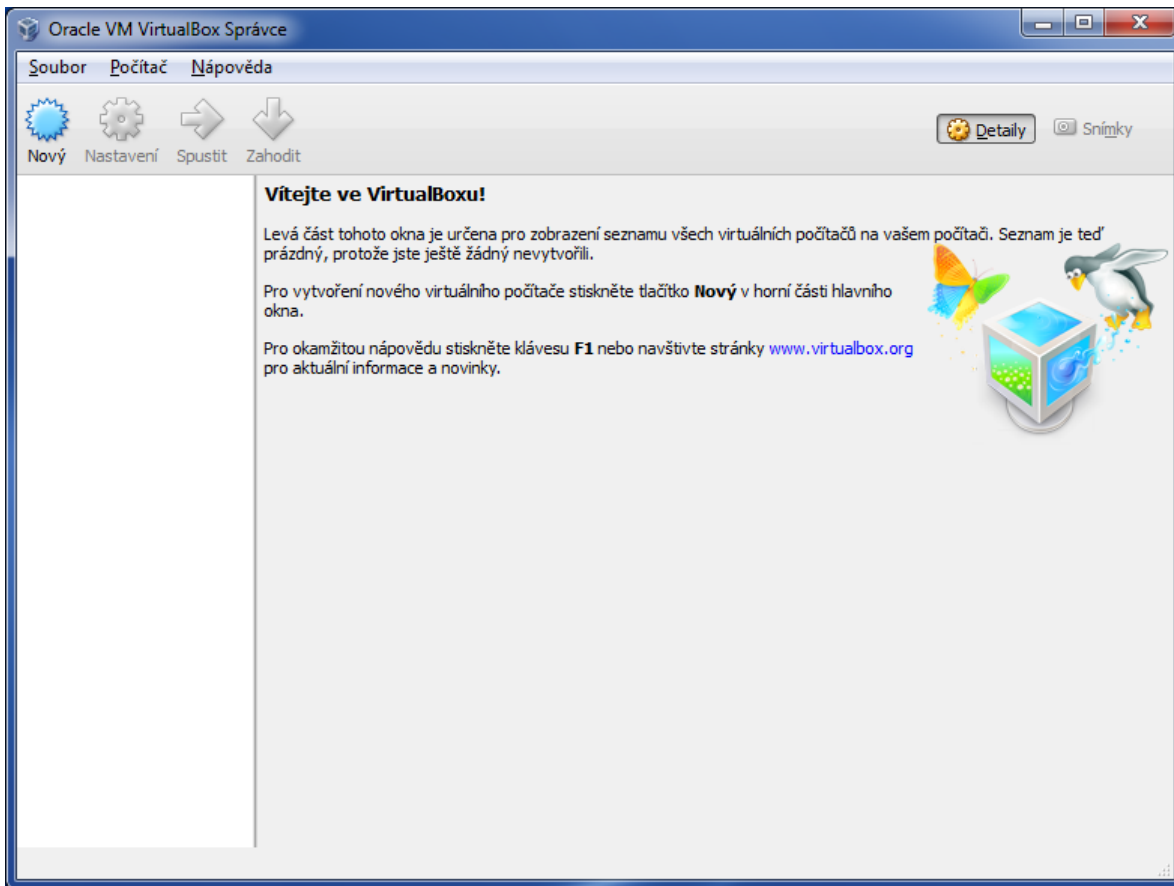 Oracle VM VirtualBox Správce
Soubor Počítač Nápověda
Nový Nastavení Spustit Zahodit Detaily Snímky
Vítejte ve VirtualBoxu!
Levá část tohoto okna je určena pro zobrazení seznamu všech virtuálních počítačů na vašem počítači. Seznam je teď
prázdný, protože jste ještě žádný nevytvořili.
Pro vytvoření nového virtuálního počítače stiskněte tlačítko Nový v horní části hlavního
okna.
Pro okamžitou nápovědu stiskněte klávesu F1 nebo navštivte stránky www.virtualbox.org
pro aktuální informace a novinky.